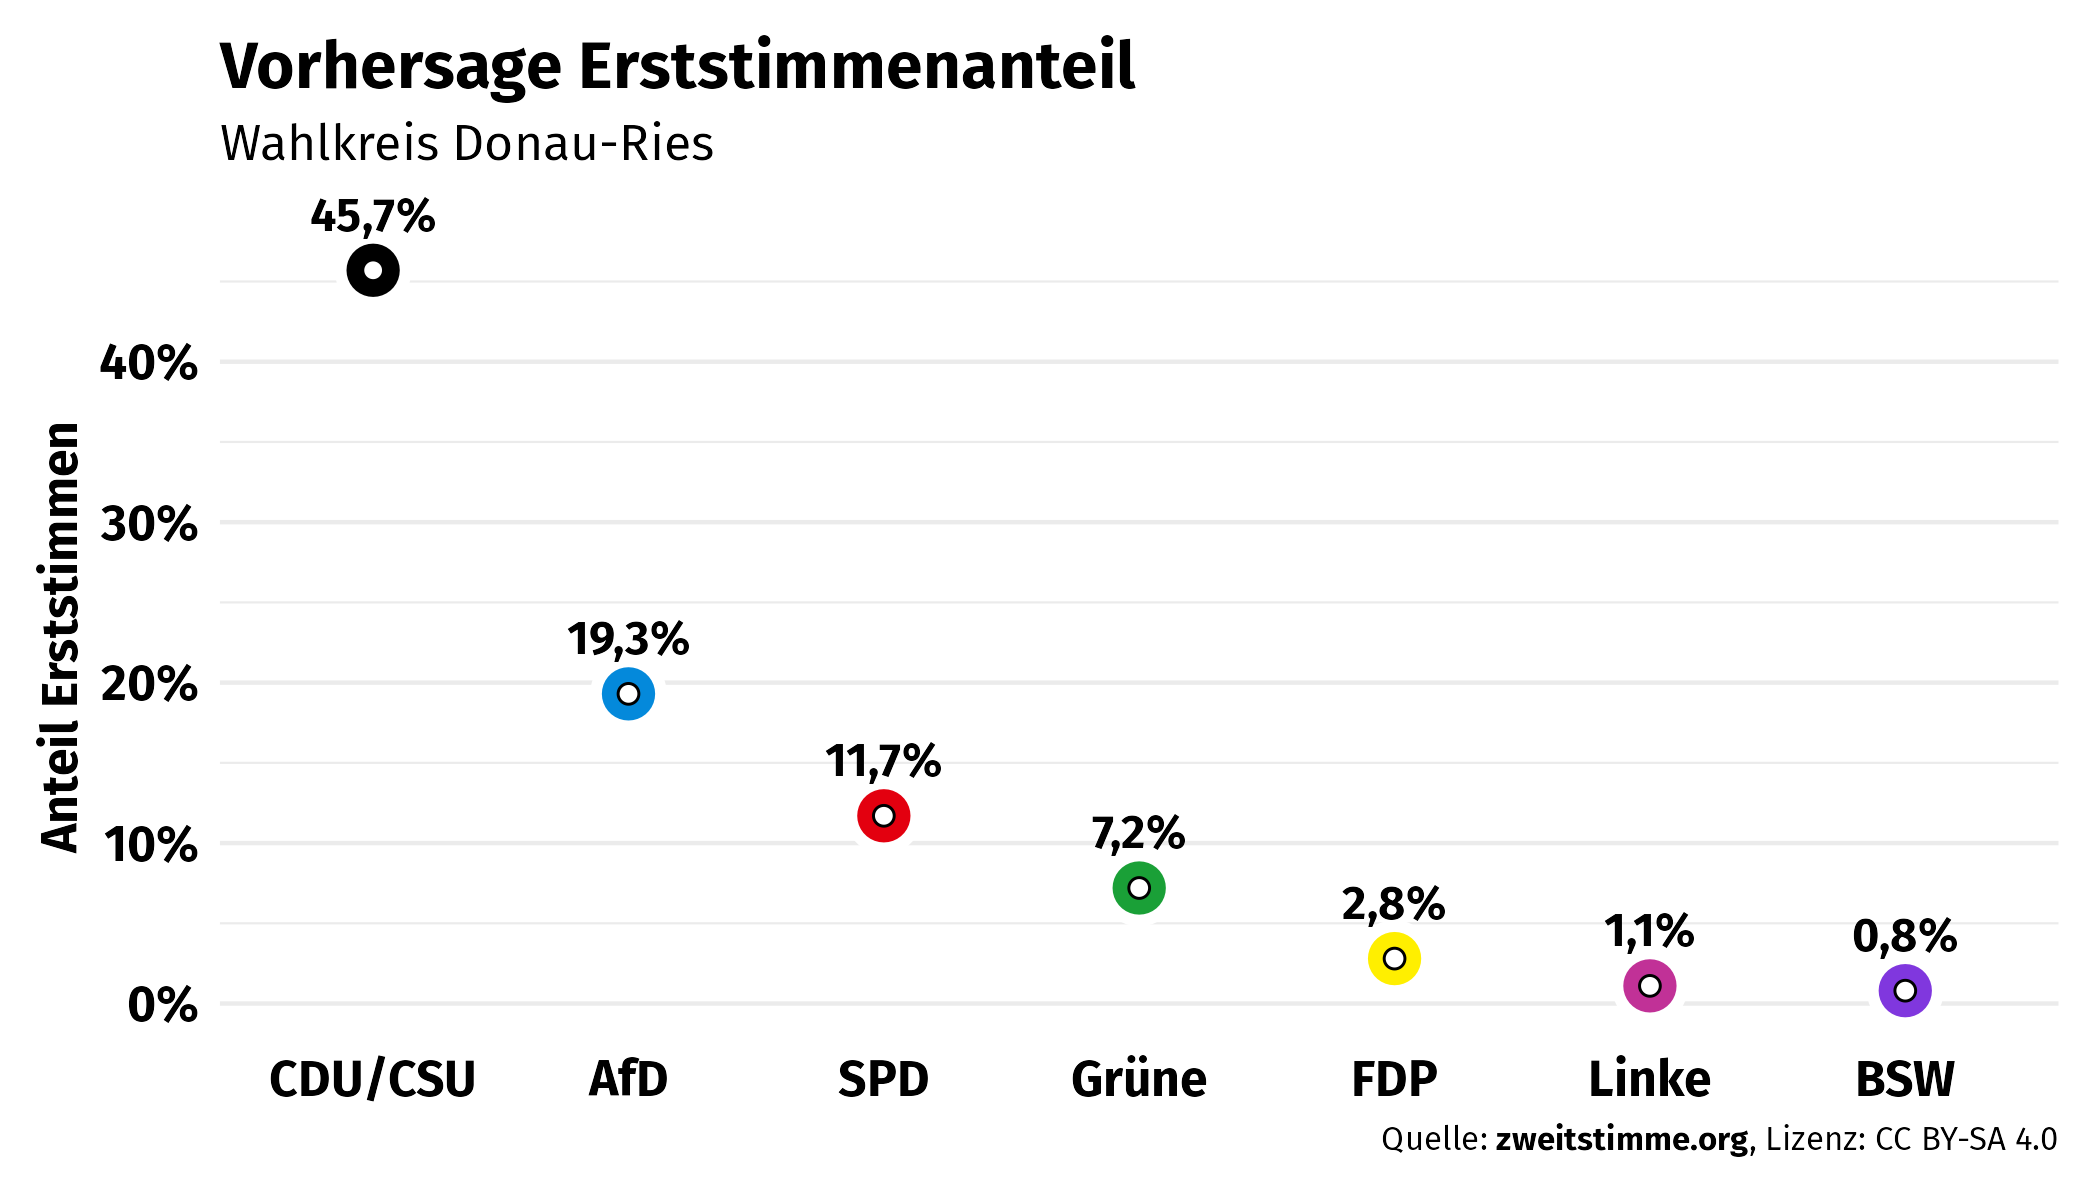 Vorhersage Erststimmenanteil
Wahlkreis Donau-Ries
45,7%
40%
30%
19,3%
20%
11,7%
10%
7,2%
2,8%
1,1%
0,8%
0%
Anteil Erststimmen
CDU/CSU AfD SPD Grüne FDP Linke BSW
Quelle: zweitstimme.org, Lizenz: CC BY-SA 4.0